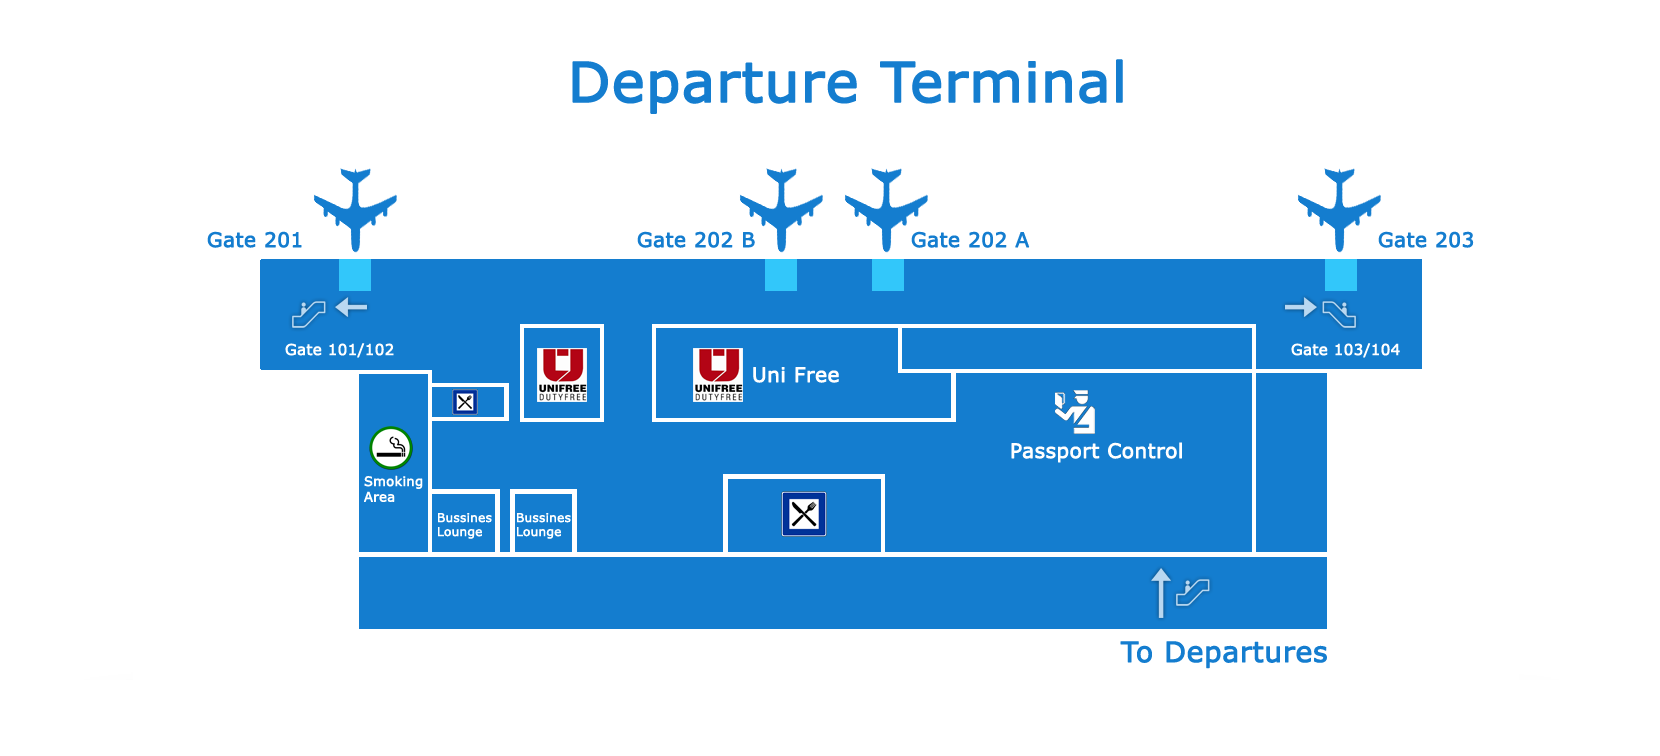 Departure Terminal
Gate 201
Gate 202 B
Gate 202 A
Gate 203
Gate 101/102
Gate 103/104
UNIFREE
DUTYFREE
UNIFREE
DUTYFREE
Uni Free
Passport Control
Smoking
Area
Bussines
Lounge
Bussines
Lounge
To Departures